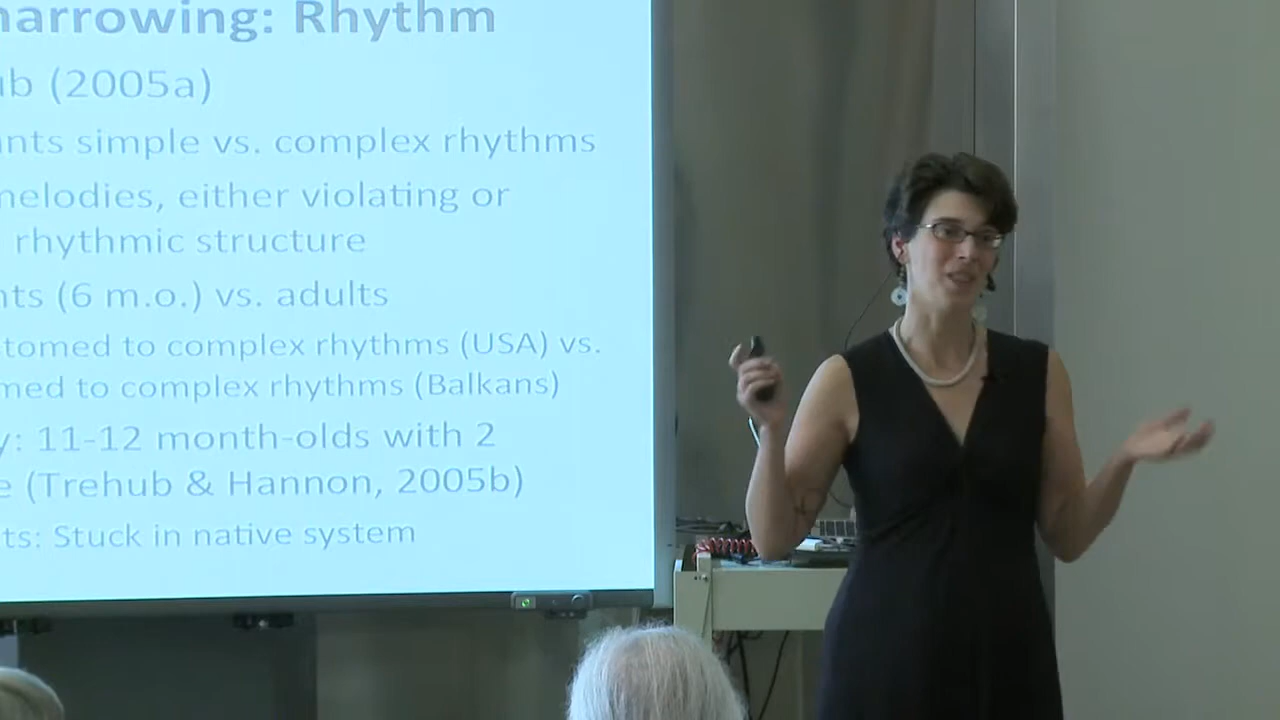 narrowing: Rhythm
ub (2005a)
nts simple vs. complex rhythms
melodies, either violating or
rhythmic structure
nts (6 m.o.) vs. adults
tomed to complex rhythms (USA) vs.
med to complex rhythms (Balkans)
y: 11-12 month-olds with 2
e (Trehub & Hannon, 2005b)
ts: Stuck in native system